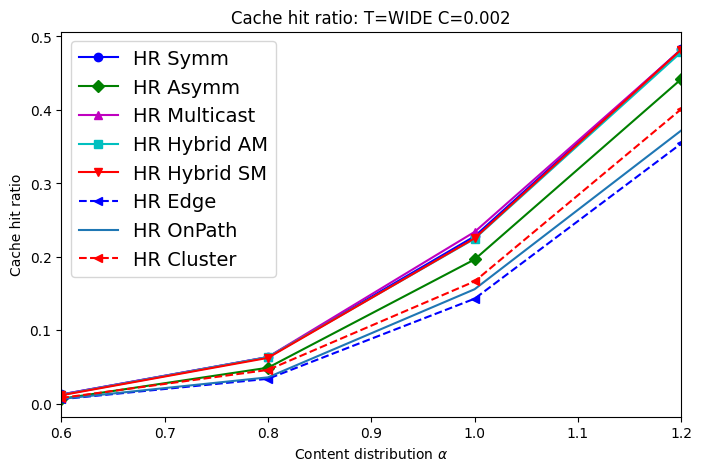 Cache hit ratio: T=WIDE C=0.002
0.5
0.4
0.3
0.2
0.1
0.0
Cache hit ratio
HR Symm
HR Asymm
HR Multicast
HR Hybrid AM
HR Hybrid SM
HR Edge
HR OnPath
HR Cluster
0.6 0.7 0.8 0.9 1.0 1.1 1.2
Content distribution α